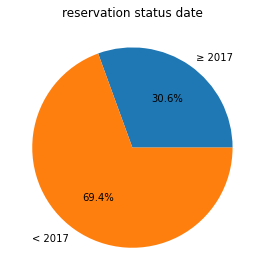 reservation status date
≥ 2017
30.6%
69.4%
< 2017